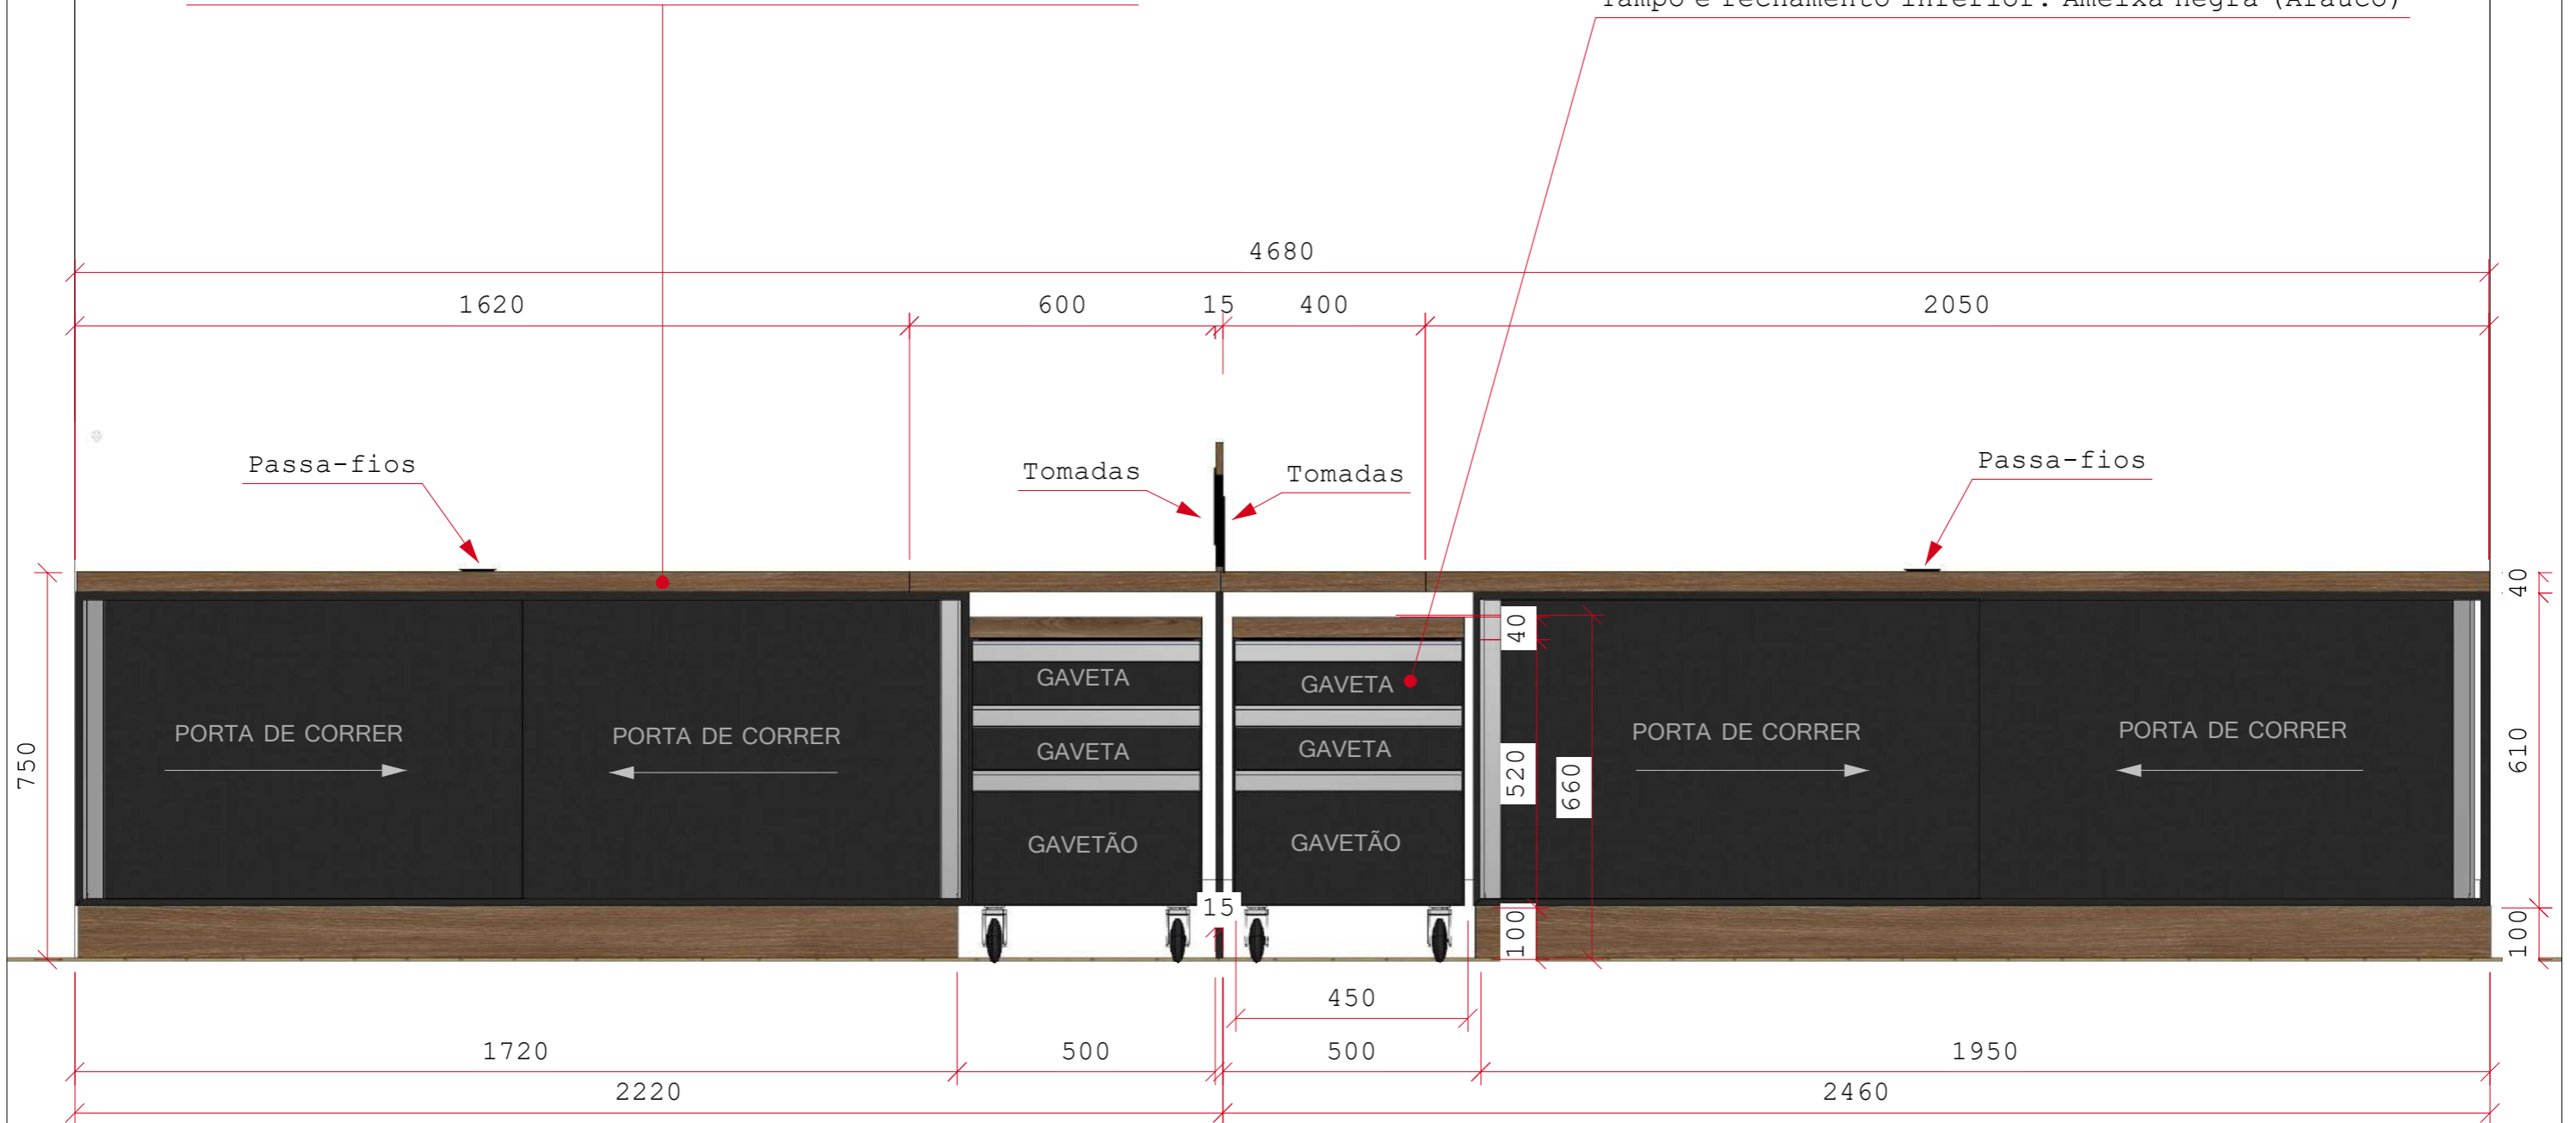 Tampo e fechamento inferior: Ameixa negra (Arauco)
4680
1620 600 15 400 2050
Passa-fios
Tomadas
Tomadas
Passa-fios
40
40
GAVETA
GAVETA
PORTA DE CORRER
PORTA DE CORRER
PORTA DE CORRER
PORTA DE CORRER
750
GAVETA
GAVETA
520
660
610
GAVETÃO
GAVETÃO
15
100
100
450
1720 500 500 1950
2220 2460